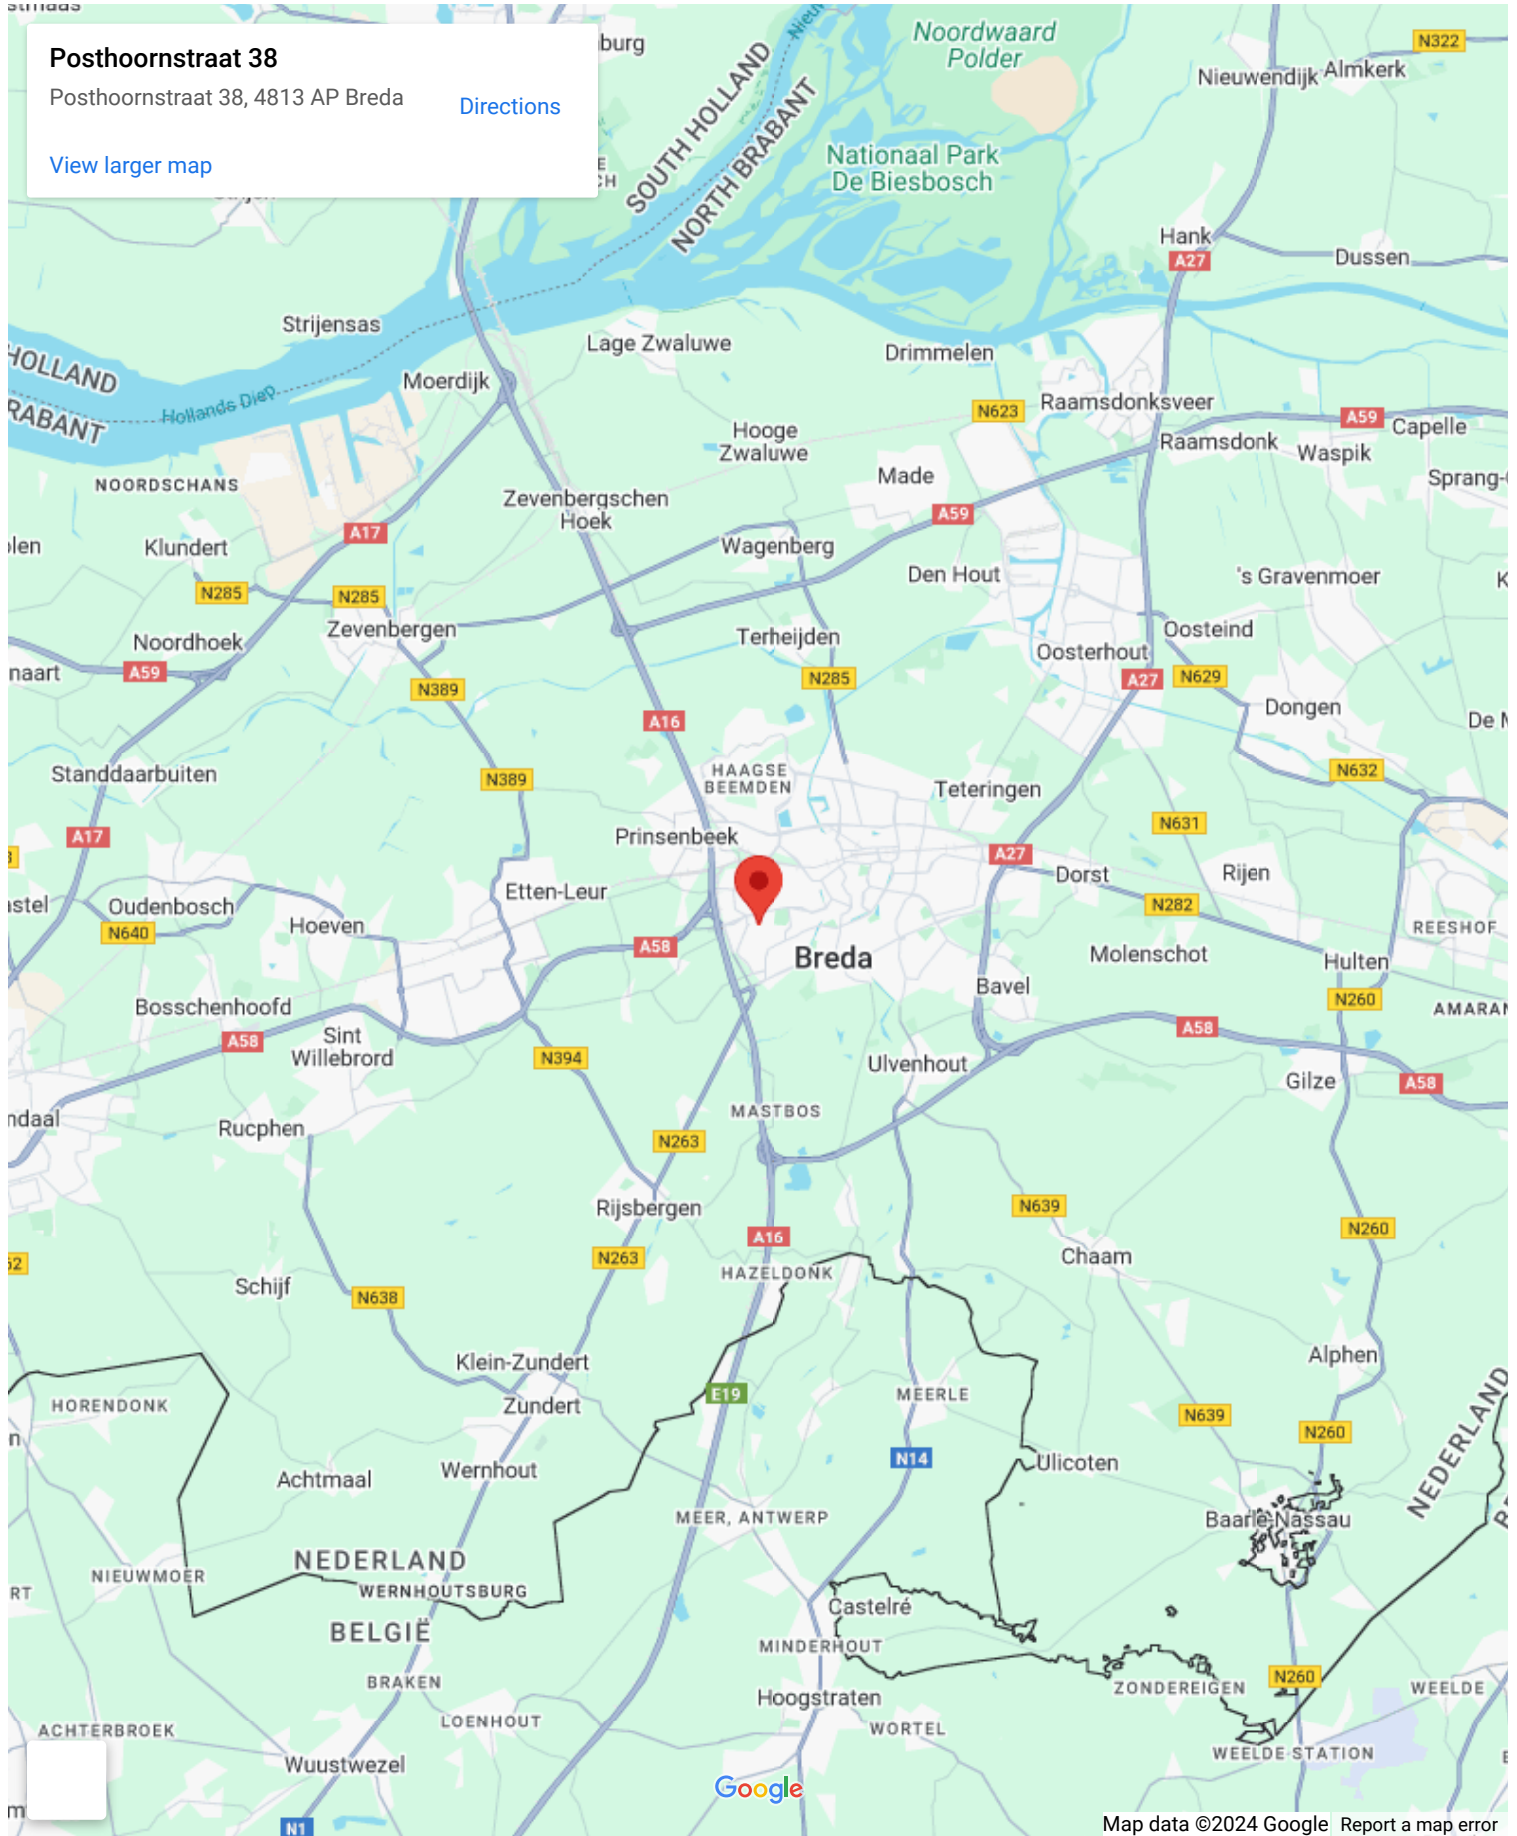 Posthoornstraat 38
Posthoornstraat 38, 4813 AP Breda
Directions
View larger map
SOUTH HOLLAND
NORTH BRABANT
Noordwaard
Polder
N322
Nieuwendijk
Almkerk
Nationaal Park
De Biesbosch
Hank
A27
Dussen
Strijensas
Lage Zwaluwe
Drimmelen
Moerdijk
Hollands Diep
N623
Raamsdonksveer
A59
Capelle
Hooge
Zwaluwe
Raamsdonk
Waspik
Made
NOORDSCHANS
Zevenbergschen
Hoek
A59
A17
Klundert
Wagenberg
Den Hout
's Gravenmoer
N285
N285
Zevenbergen
Noordhoek
Terheijden
Oosteind
Oosterhout
A59
N285
A27
N629
N389
A16
Dongen
Standdaarbuiten
N389
HAAGSE
BEEMDEN
Teteringen
N632
A17
Prinsenbeek
N631
A27
Dorst
Rijen
Etten-Leur
Oudenbosch
N640
Hoeven
N282
REESHOF
A58
Breda
Molenschot
Hulten
Bosschenhoofd
Bavel
N260
A58
Sint
Willebrord
N394
Ulvenhout
A58
Gilze
A58
Rucphen
MASTBOS
N263
Rijsbergen
N639
A16
N260
N263
Chaam
HAZELDONK
Schijf
N638
Klein-Zundert
Alphen
HORENDONK
Zundert
E19
MEERLE
N639
N260
NEDERLAND
Achtmaal
Wernhout
N14
Ulicoten
MEER, ANTWERP
Baarle-Nassau
NEDERLAND
NIEUWMOER
WERNHOUTSBURG
Castelré
BELGIË
MINDERHOUT
BRAKEN
N260
ZONDEREIGEN
WEELDE
Hoogstraten
LOENHOUT
WORTEL
ACHTERBROEK
WEELDE STATION
Wuustwezel
Google
N1
Map data ©2024 Google
Report a map error